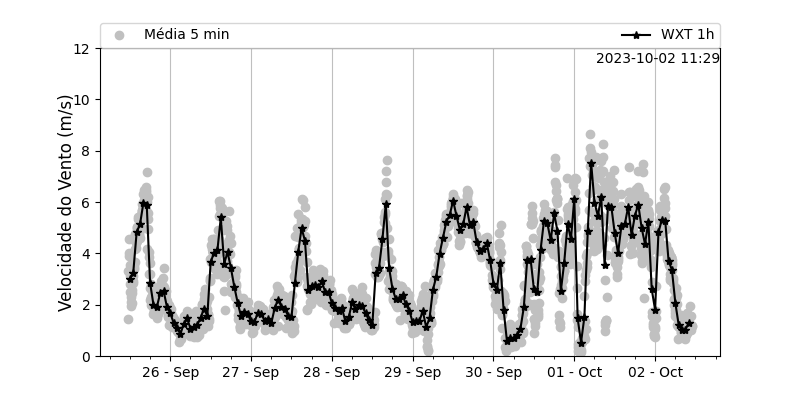 Média 5 min
WXT 1h
2023-10-02 11:29
Velocidade do Vento (m/s)
12
10
8
6
4
2
0
26 - Sep
27 - Sep
28 - Sep
29 - Sep
30 - Sep
01 - Oct
02 - Oct